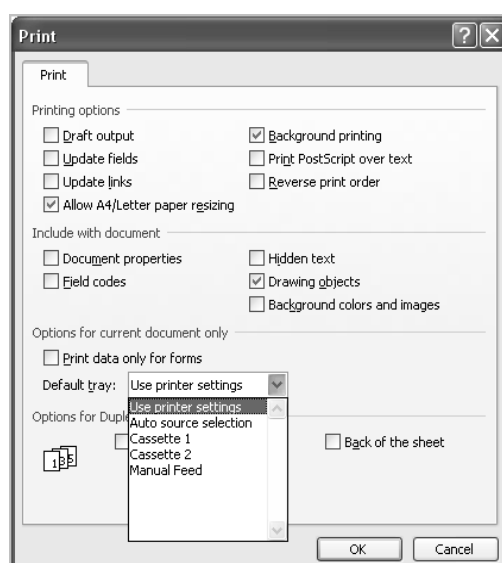 Print
Print
Printing options
Draft output
Background printing
Update fields
Print PostScript over text
Update links
Reverse print order
Allow A4/Letter paper resizing
Include with document
Document properties
Hidden text
Field codes
Drawing objects
Background colors and images
Options for current document only
Print data only for forms
Default tray: Use printer settings
Use printer settings
Auto source selection
Cassette 1
Cassette 2
Manual Feed
Options for
Back of the sheet
1 3 5
OK Cancel